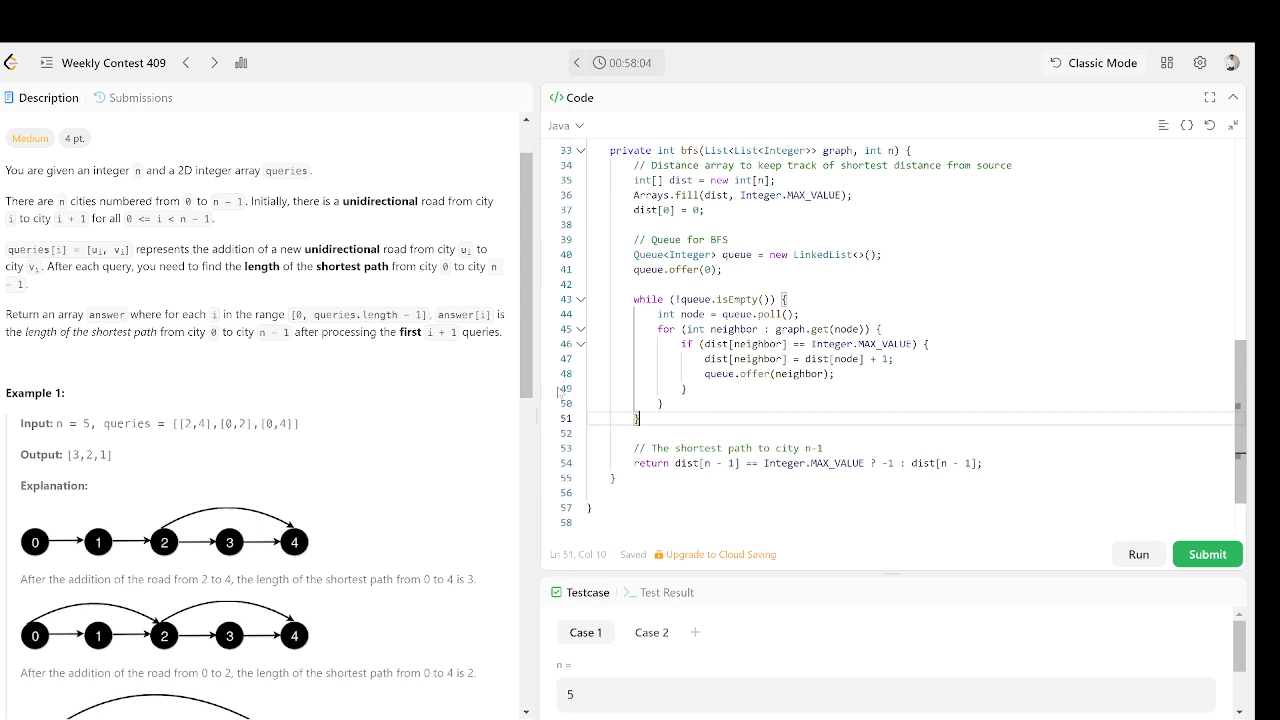 Weekly Contest 409
00:58:04
Classic Mode
Description
Submissions
Medium
4 pt.
You are given an integer n and a 2D integer array queries.
There are n cities numbered from 0 to n - 1. Initially, there is a unidirectional road from city
i to city i + 1 for all 0 <= i < n - 1.
queries[i] = [ui, vi] represents the addition of a new unidirectional road from city ui to
city vi. After each query, you need to find the length of the shortest path from city 0 to city n
- 1.
Return an array answer where for each i in the range [0, queries.length - 1], answer[i] is
the length of the shortest path from city 0 to city n - 1 after processing the first i + 1 queries.
Example 1:
Input: n = 5, queries = [[2,4],[0,2],[0,4]]
Output: [3,2,1]
Explanation:
0 1 2 3 4
After the addition of the road from 2 to 4, the length of the shortest path from 0 to 4 is 3.
0 1 2 3 4
After the addition of the road from 0 to 2, the length of the shortest path from 0 to 4 is 2.
</> Code
Java
33 private int bfs(List<List<Integer>> graph, int n) {
34 // Distance array to keep track of shortest distance from source
35 int[] dist = new int[n];
36 Arrays.fill(dist, Integer.MAX_VALUE);
37 dist[0] = 0;
38
39 // Queue for BFS
40 Queue<Integer> queue = new LinkedList<>();
41 queue.offer(0);
42
43 while (!queue.isEmpty()) {
44 int node = queue.poll();
45 for (int neighbor : graph.get(node)) {
46 if (dist[neighbor] == Integer.MAX_VALUE) {
47 dist[neighbor] = dist[node] + 1;
48 queue.offer(neighbor);
49 }
50 }
51 }
52
53 // The shortest path to city n-1
54 return dist[n - 1] == Integer.MAX_VALUE ? -1 : dist[n - 1];
55 }
56
57 }
58
Ln 51, Col 10 Saved Upgrade to Cloud Saving
Run
Submit
Testcase
Test Result
Case 1
Case 2
+
n =
5